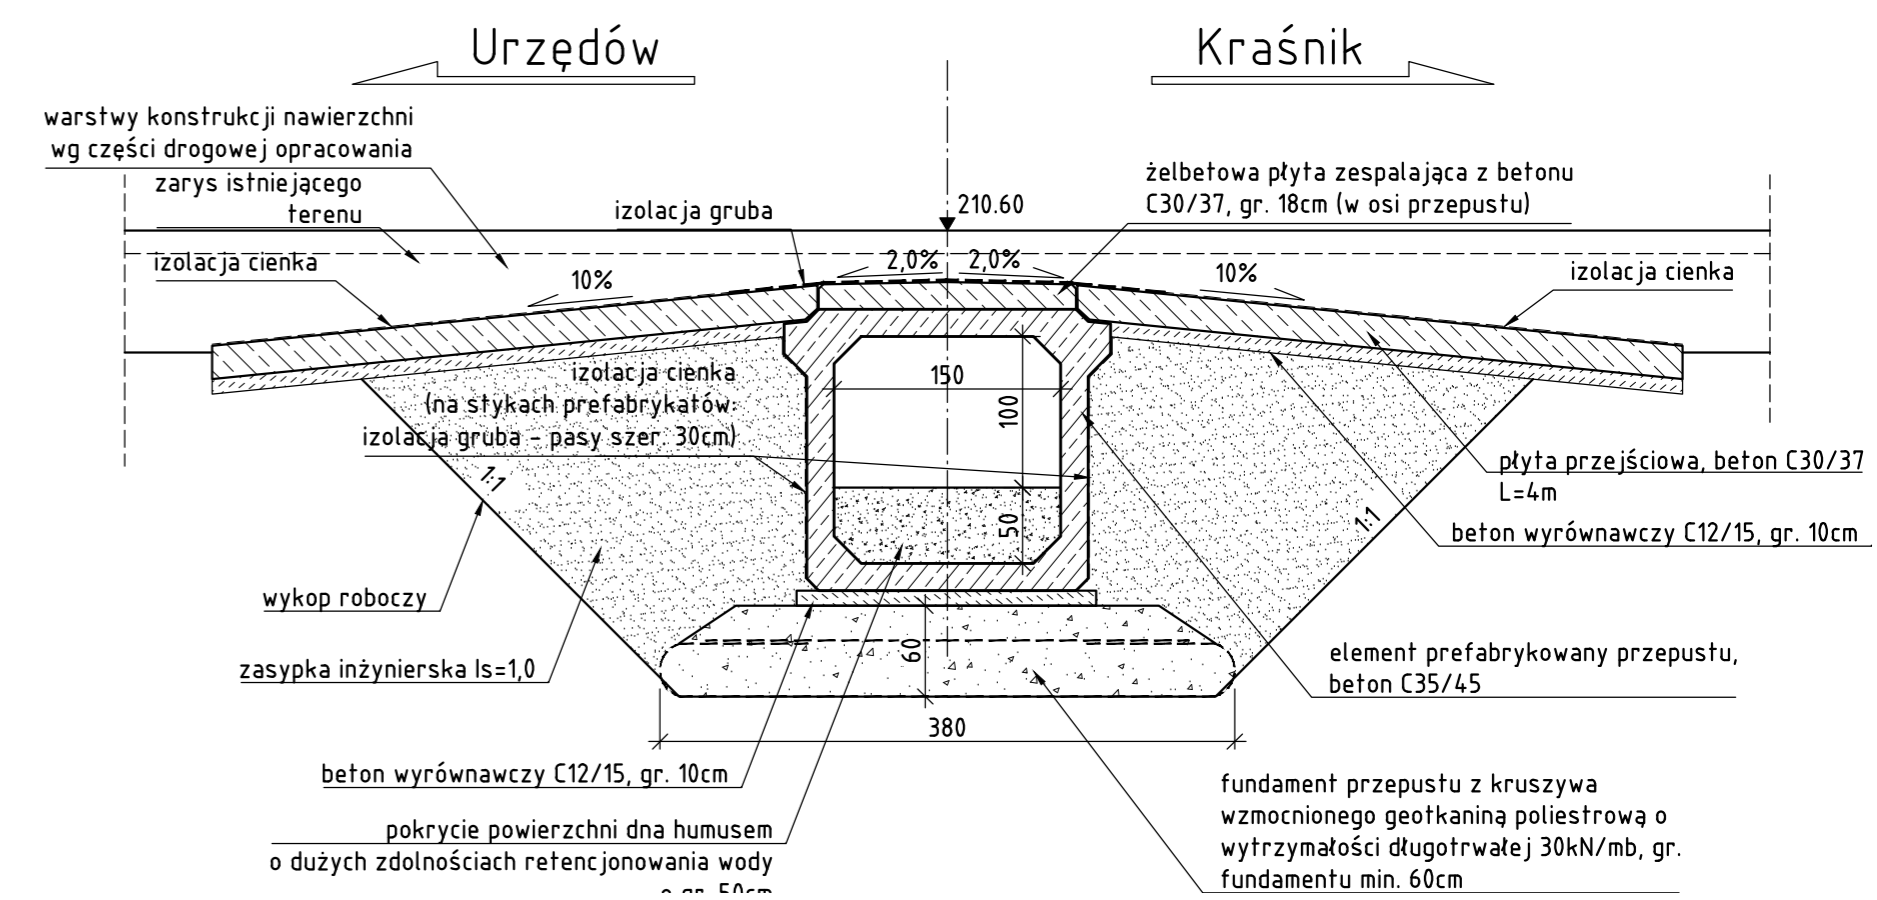 Urzędów
Kraśnik
warstwy konstrukcji nawierzchni
wg części drogowej opracowania
zarys istniejącego
terenu
izolacja gruba
210.60
żelbetowa płyta zespalająca z betonu
C30/37, gr. 18cm (w osi przepustu)
izolacja cienka
10%
2,0%
2,0%
10%
izolacja cienka
izolacja cienka
(na stykach prefabrykatów:
izolacja gruba - pasy szer. 30cm)
150
100
50
1:1
1:1
płyta przejściowa, beton C30/37
L=4m
beton wyrównawczy C12/15, gr. 10cm
wykop roboczy
zasypka inżynierska Is=1,0
60
element prefabrykowany przepustu,
beton C35/45
380
beton wyrównawczy C12/15, gr. 10cm
pokrycie powierzchni dna humusem
o dużych zdolnościach retencjonowania wody
o gr. 50cm
fundament przepustu z kruszywa
wzmocnionego geotkaniną poliestrową o
wytrzymałości długotrwałej 30kN/mb, gr.
fundamentu min. 60cm